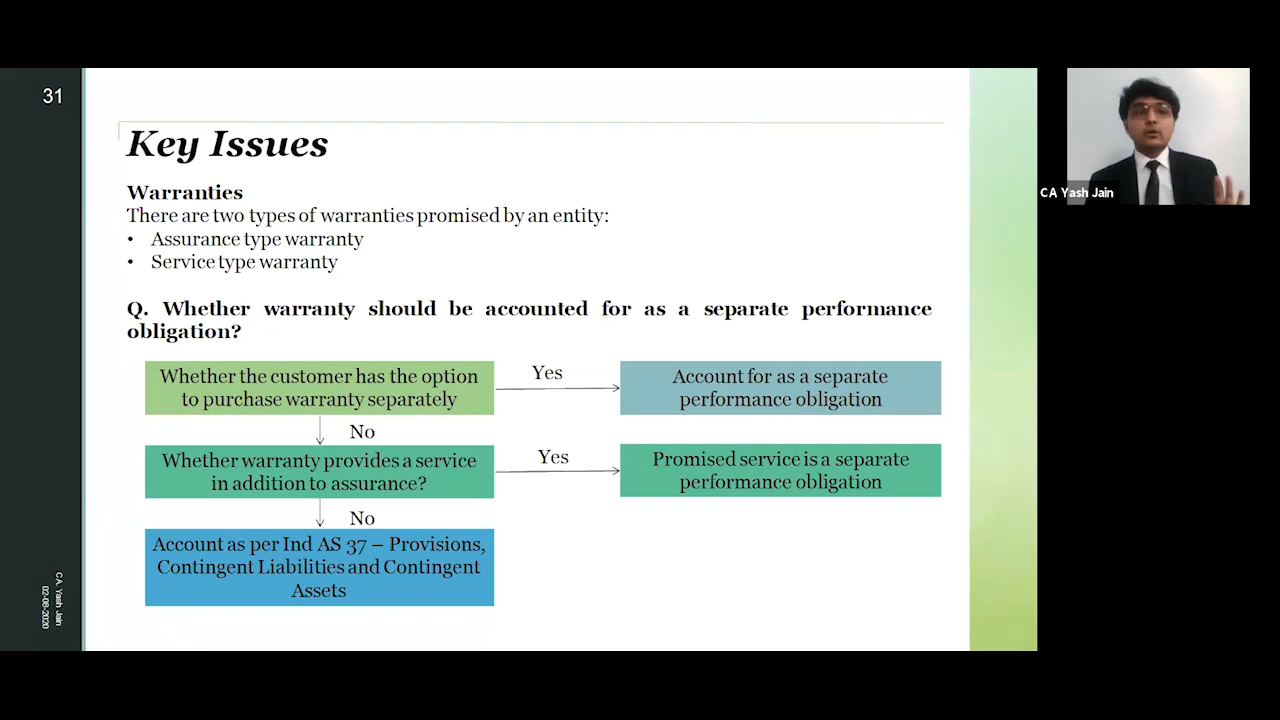 31
Key Issues
Warranties
There are two types of warranties promised by an entity:
• Assurance type warranty
• Service type warranty
Q. Whether warranty should be accounted for as a separate performance
obligation?
Whether the customer has the option
to purchase warranty separately
Yes
Account for as a separate
performance obligation
No
Whether warranty provides a service
in addition to assurance?
Yes
Promised service is a separate
performance obligation
No
Account as per Ind AS 37 – Provisions,
Contingent Liabilities and Contingent
Assets
CA Yash Jain
C.A. Yash Jain
02-08-2020